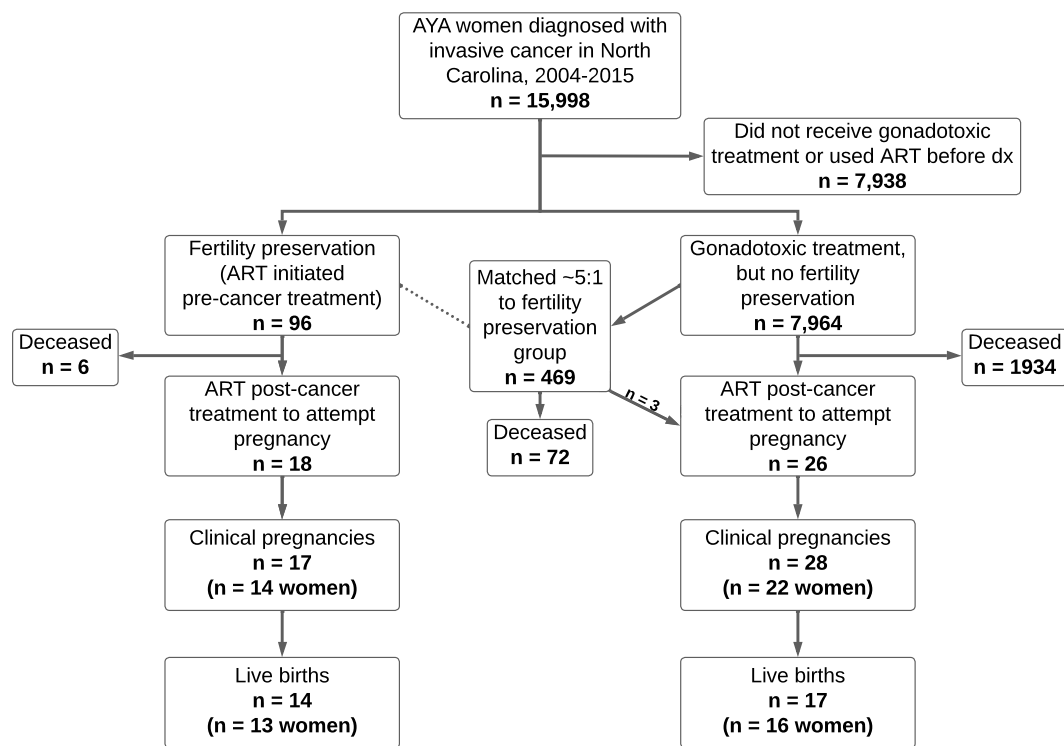 AYA women diagnosed with
invasive cancer in North
Carolina, 2004-2015
n = 15,998
Did not receive gonadotoxic
treatment or used ART before dx
n = 7,938
Fertility preservation
(ART initiated
pre-cancer treatment)
n = 96
Matched ~5:1
to fertility
preservation
group
n = 469
Gonadotoxic treatment,
but no fertility
preservation
n = 7,964
Deceased
n = 6
Deceased
n = 1934
ART post-cancer
treatment to attempt
pregnancy
n = 18
n = 3
Deceased
n = 72
ART post-cancer
treatment to attempt
pregnancy
n = 26
Clinical pregnancies
n = 17
(n = 14 women)
Clinical pregnancies
n = 28
(n = 22 women)
Live births
n = 14
(n = 13 women)
Live births
n = 17
(n = 16 women)